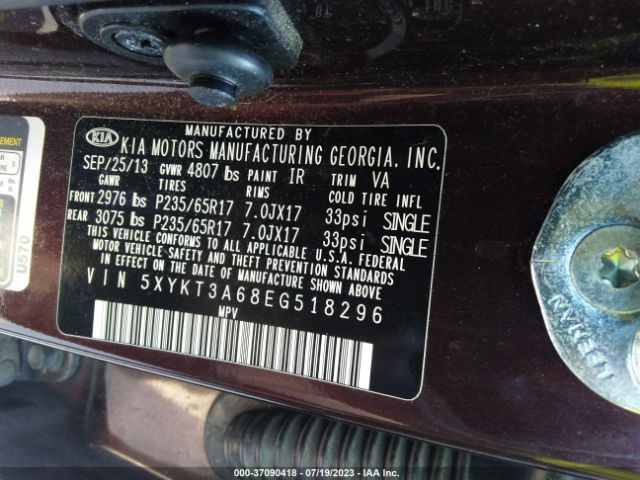 MANUFACTURED BY
KIA KIA MOTORS MANUFACTURING GEORGIA, INC.
SEP/25/13 GVWR 4807 lbs PAINT IR TRIM VA
GAWR TIRES RIMS COLD TIRE INFL
FRONT 2976 lbs P235/65R17 7.0JX17 33psi SINGLE
REAR 3075 lbs P235/65R17 7.0JX17 33psi SINGLE
THIS VEHICLE CONFORMS TO ALL APPLICABLE U.S.A. FEDERAL
MOTOR VEHICLE SAFETY AND THEFT PREVENTION STANDARDS
IN EFFECT ON THE DATE OF MANUFACTURE SHOWN ABOVE
VIN 5XYKT3A68EG518296
MPV
U570
000-37090418 - 07/19/2023 - IAA Inc.